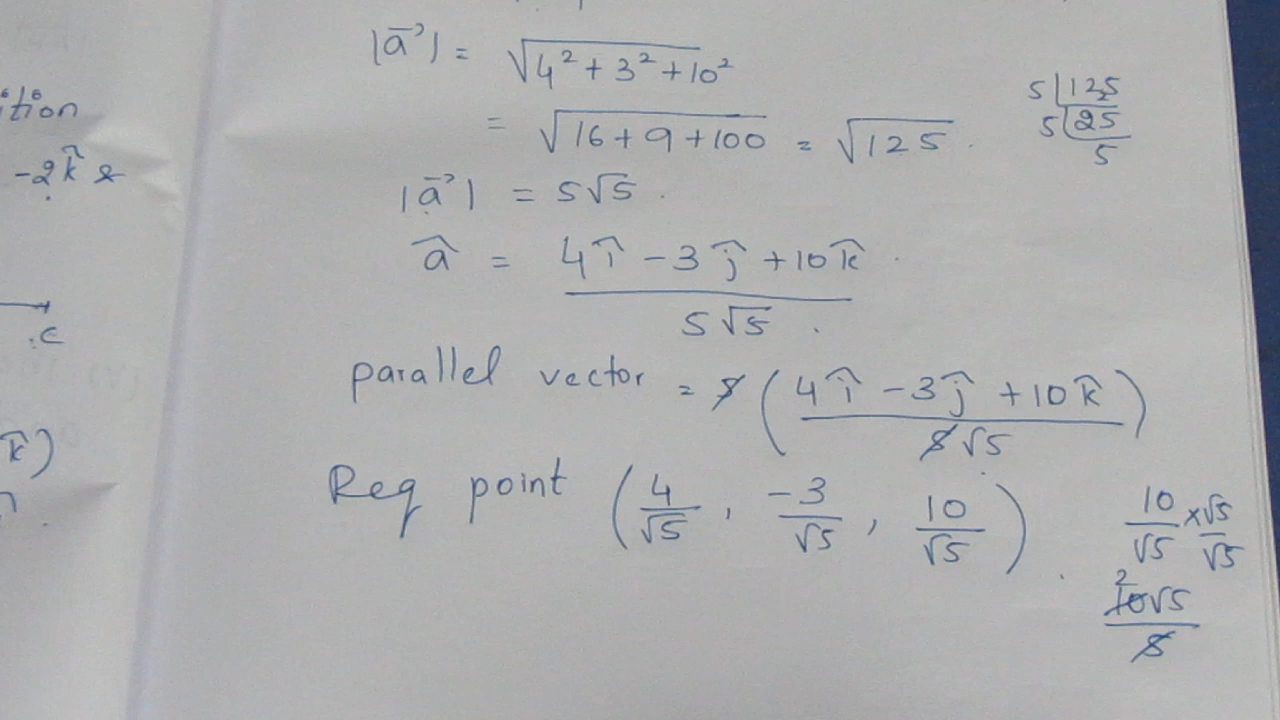 ition
-2k̂ &
.c
k̂)
|a⃗| = √4² + 3² + 10²
= √16 + 9 + 100 = √125.
5 | 125
5 | 25
5
|a⃗| = 5√5.
â = 4î - 3ĵ + 10k̂ / 5√5.
parallel vector = 5 (4î - 3ĵ + 10k̂ / 5√5)
Req point (4/√5, -3/√5, 10/√5).
10/√5 × √5/√5
2
10√5/5